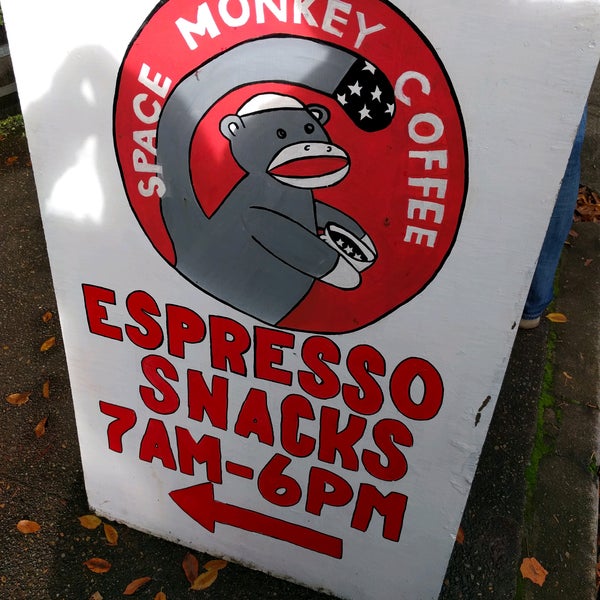 SPACE MONKEY COFFEE
ESPRESSO
SNACKS
7AM-6PM